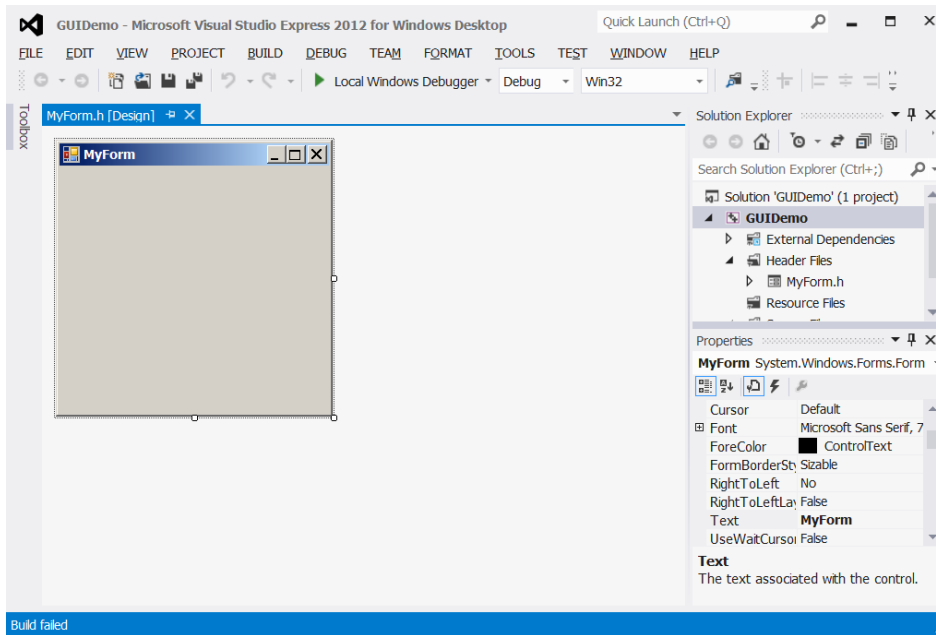 GUIDemo - Microsoft Visual Studio Express 2012 for Windows Desktop
Quick Launch (Ctrl+Q)
FILE EDIT VIEW PROJECT BUILD DEBUG TEAM FORMAT TOOLS TEST WINDOW HELP
Local Windows Debugger Debug Win32
Toolbox
MyForm.h [Design]
MyForm
Solution Explorer
Search Solution Explorer (Ctrl+;)
Solution 'GUIDemo' (1 project)
GUIDemo
External Dependencies
Header Files
MyForm.h
Resource Files
Properties
MyForm System.Windows.Forms.Form
Cursor Default
Font Microsoft Sans Serif, 7
ForeColor ControlText
FormBorderSty Sizable
RightToLeft No
RightToLeftLay False
Text MyForm
UseWaitCursor False
Text
The text associated with the control.
Build failed